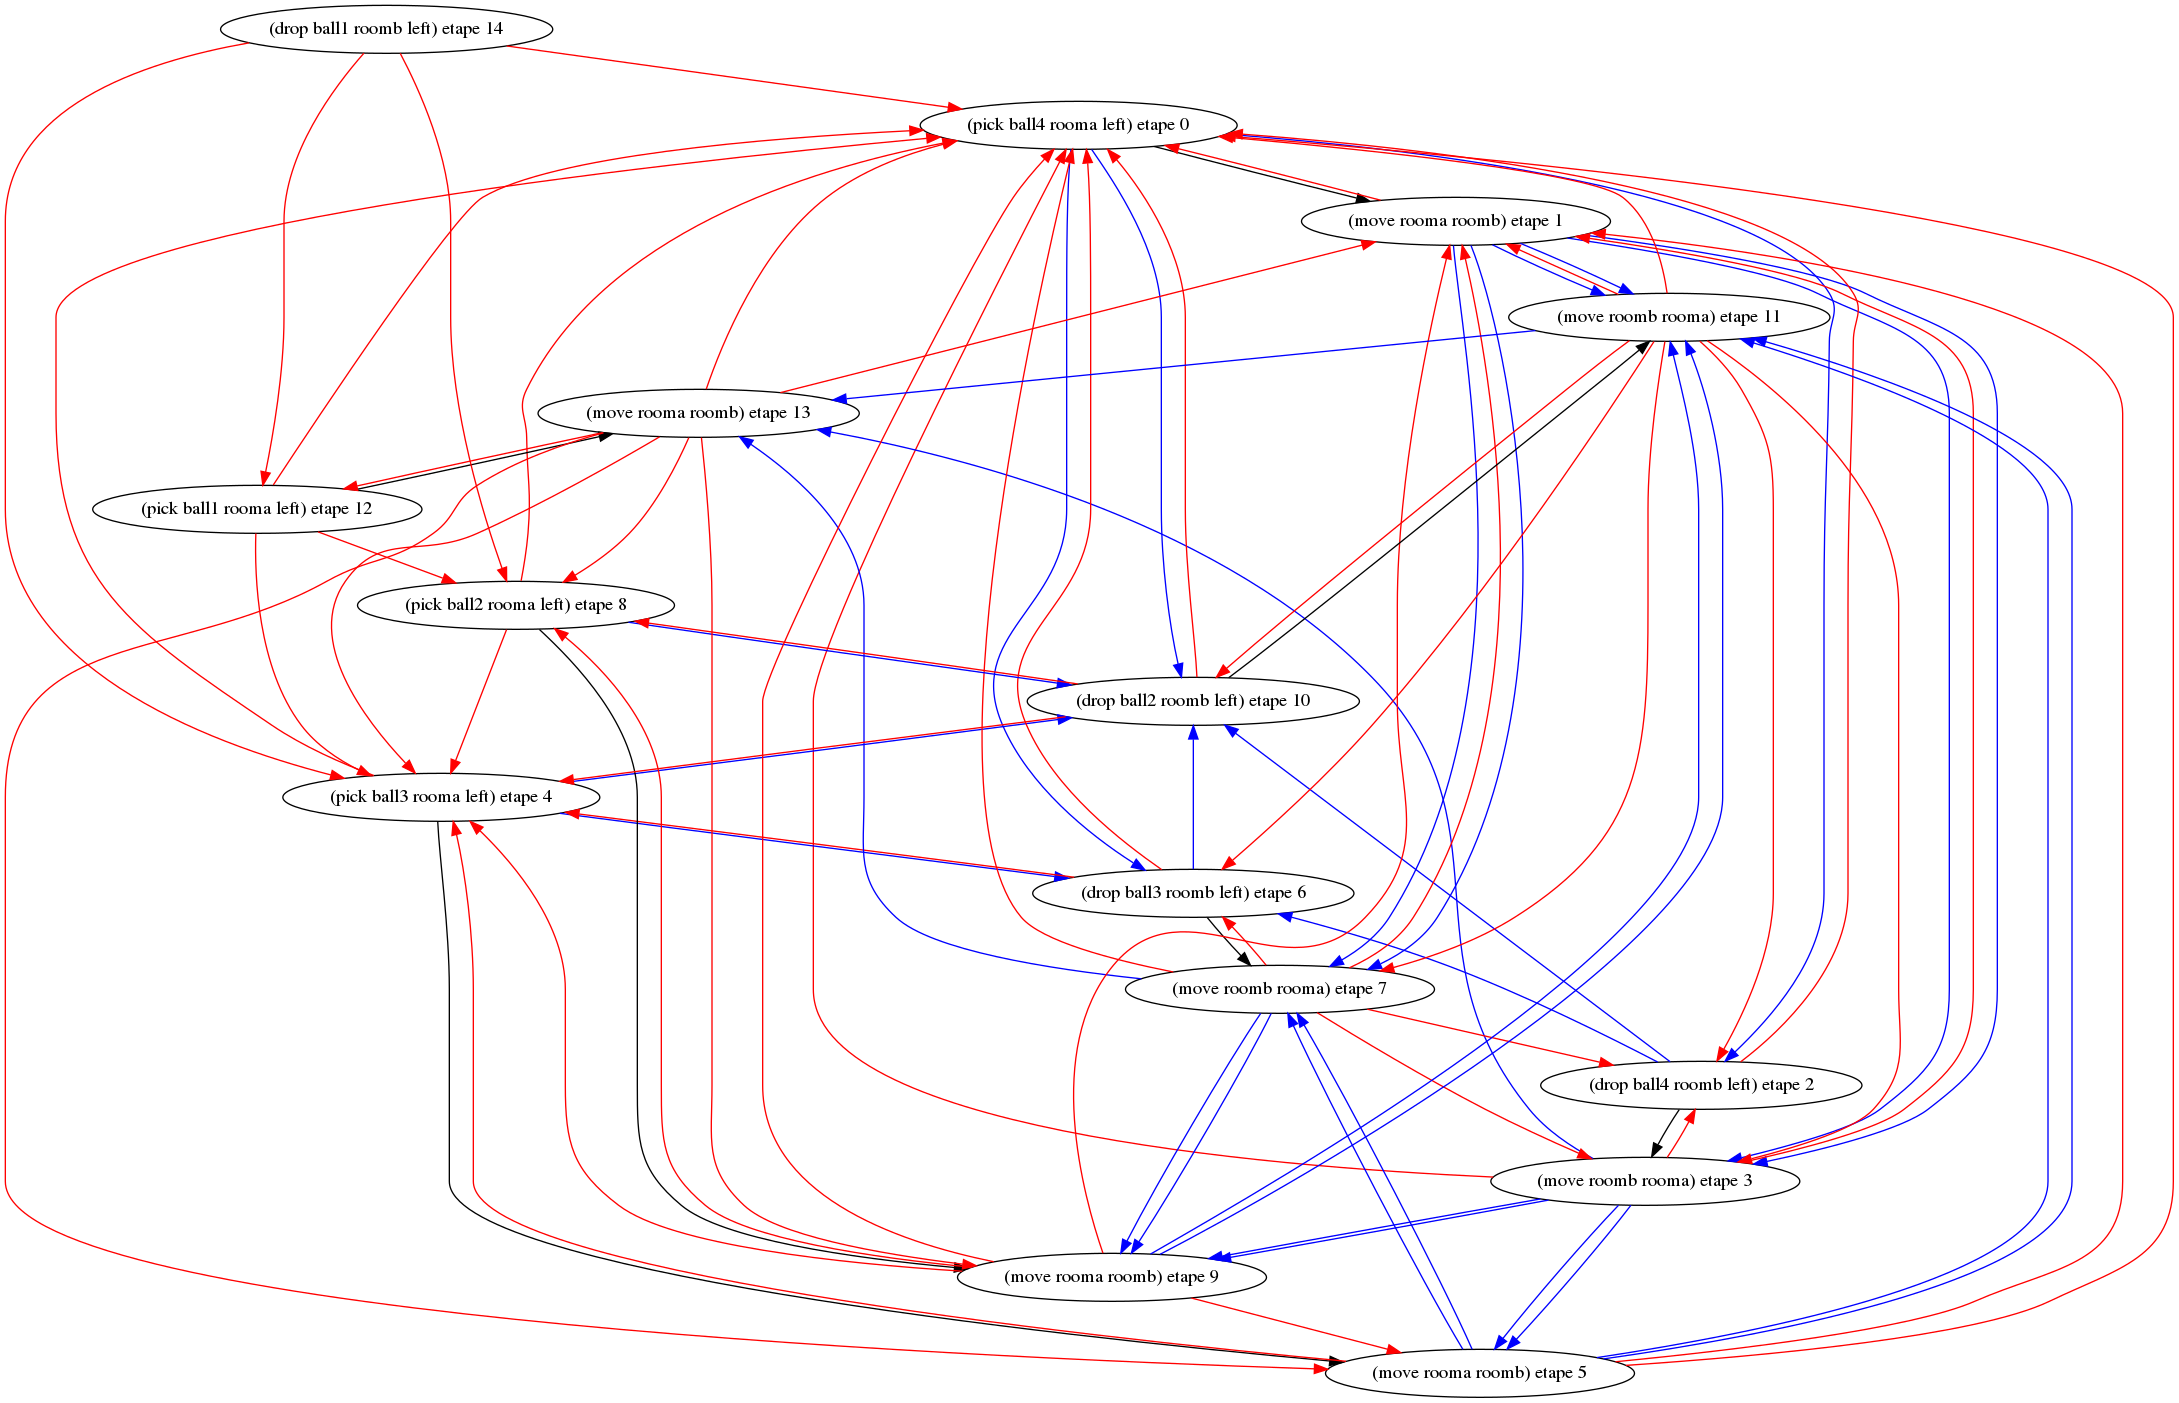 (drop ball1 roomb left) etape 14
(pick ball4 rooma left) etape 0
(move rooma roomb) etape 1
(move roomb rooma) etape 11
(move rooma roomb) etape 13
(pick ball1 rooma left) etape 12
(pick ball2 rooma left) etape 8
(drop ball2 roomb left) etape 10
(pick ball3 rooma left) etape 4
(drop ball3 roomb left) etape 6
(move roomb rooma) etape 7
(drop ball4 roomb left) etape 2
(move roomb rooma) etape 3
(move rooma roomb) etape 9
(move rooma roomb) etape 5